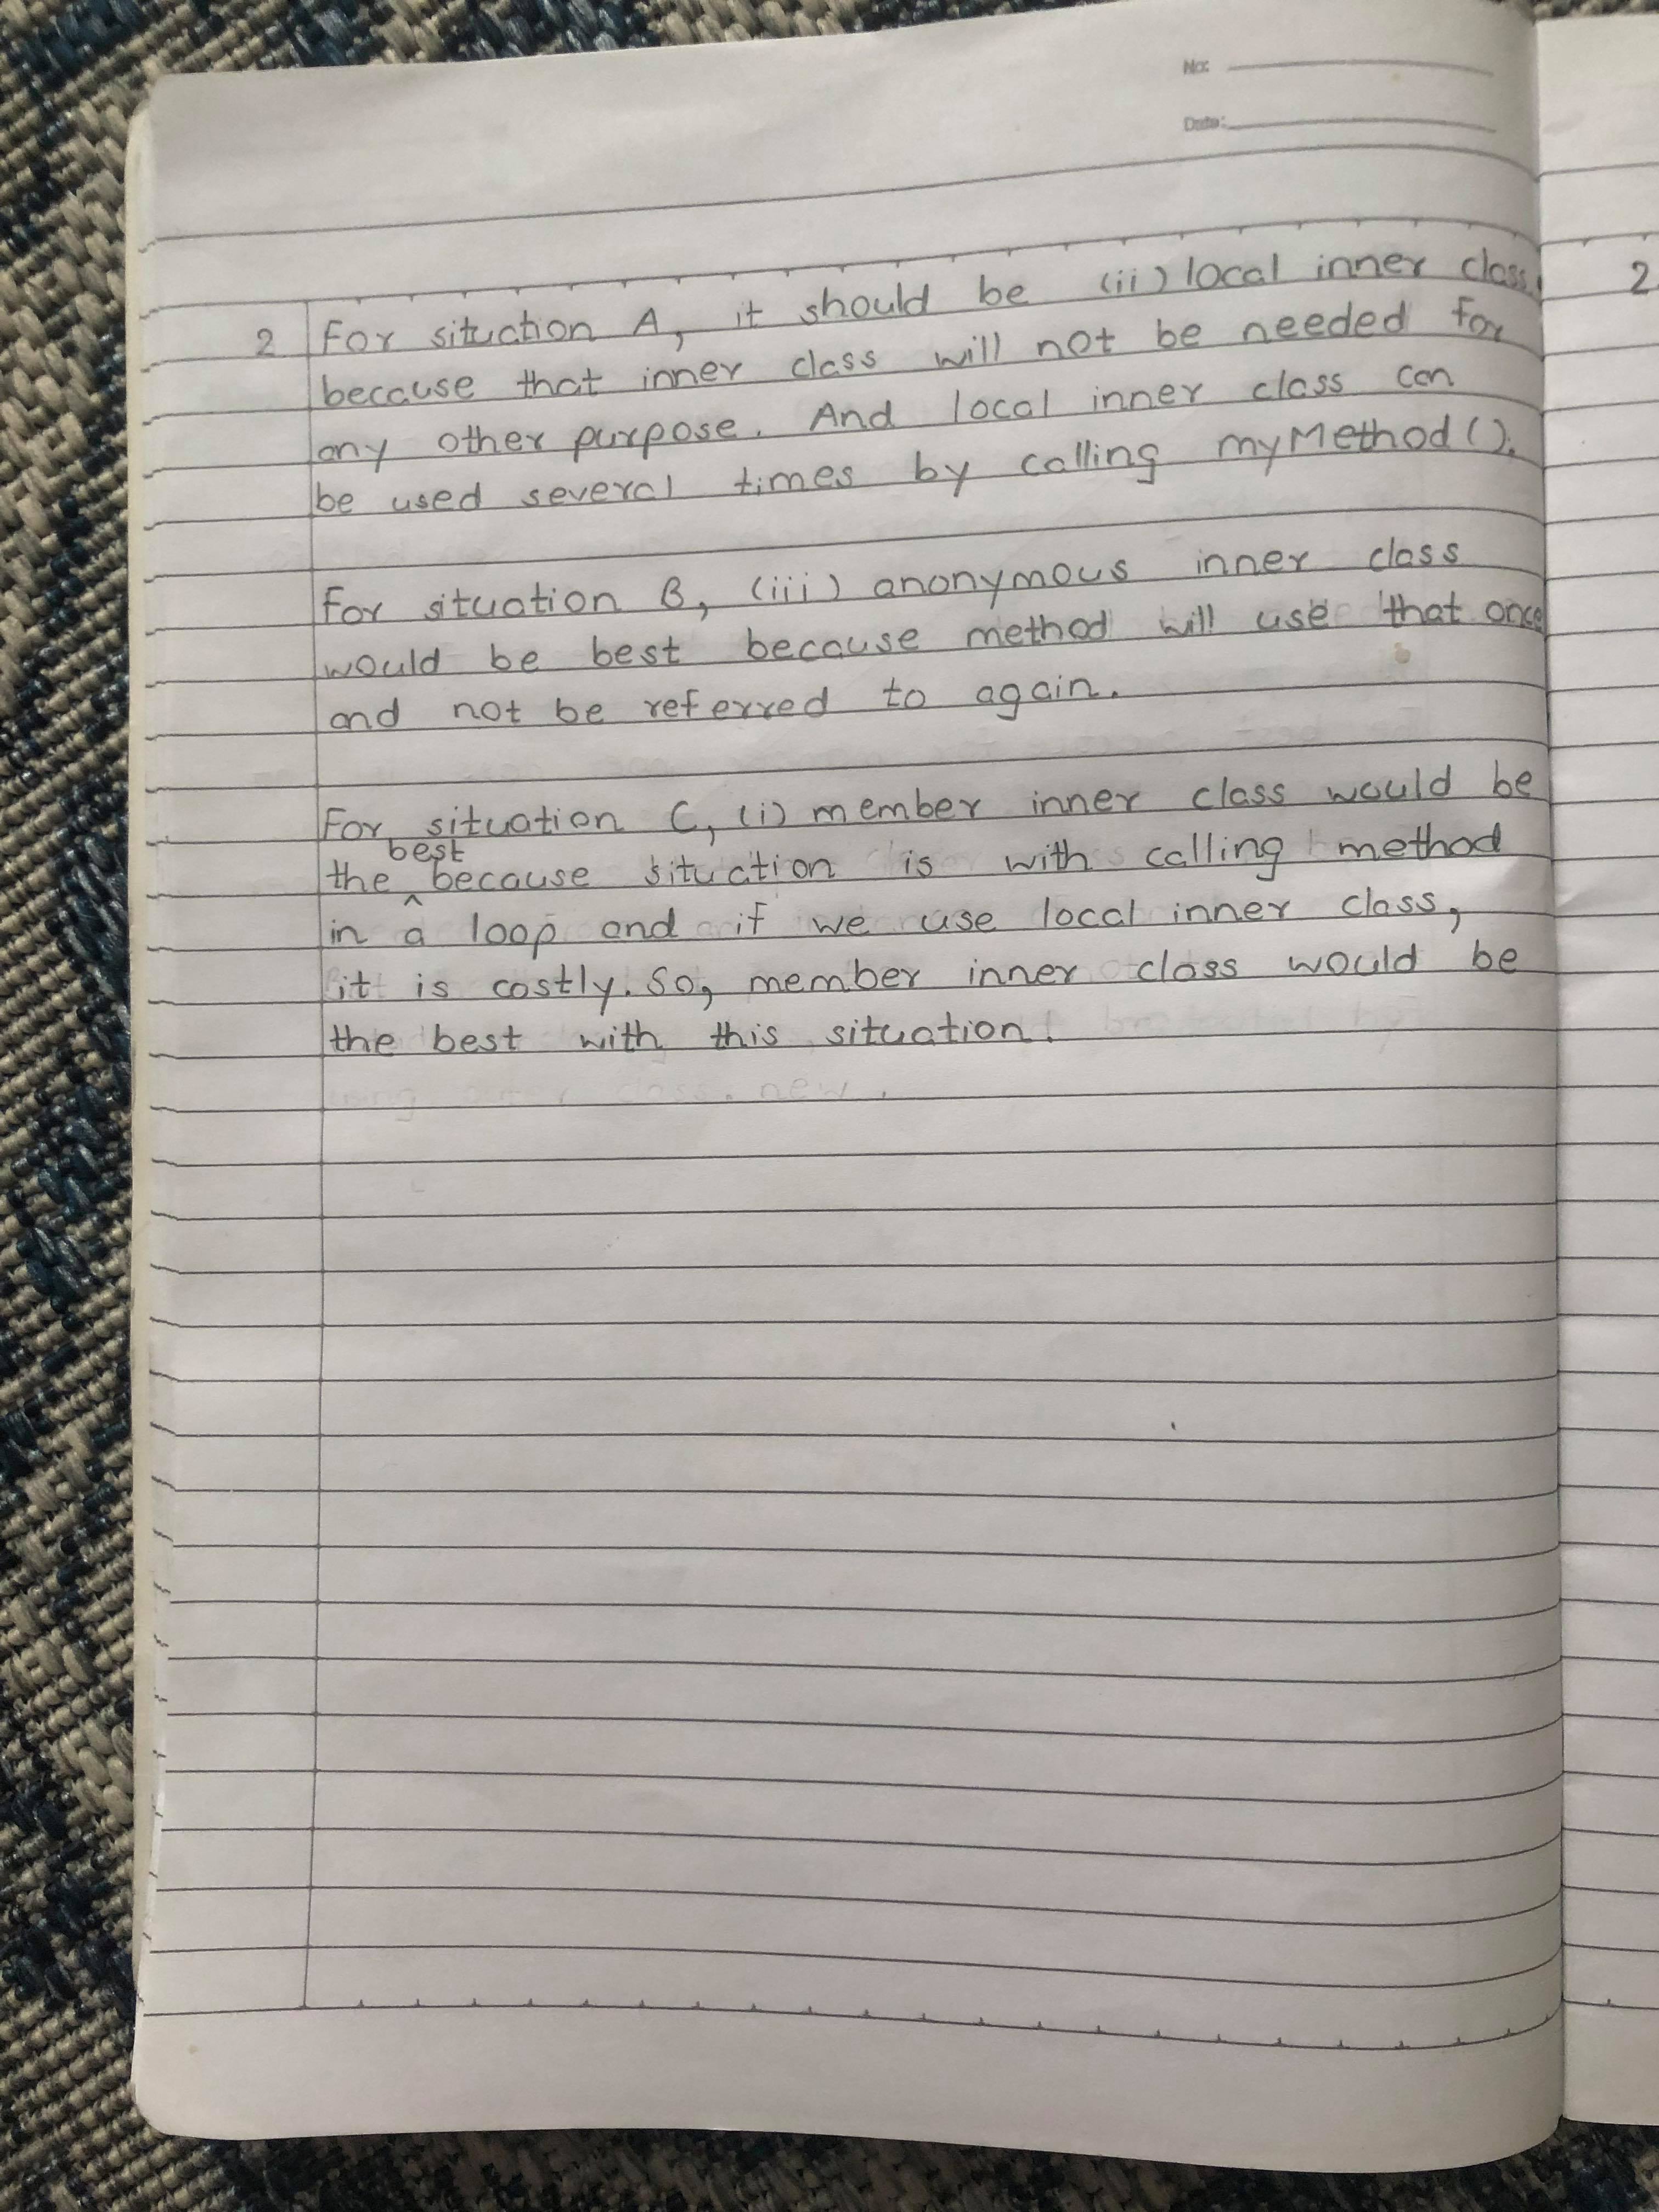 No:
Date:
2 For situation A, it should be (ii) local inner class,
because that inner class will not be needed for
any other purpose. And local inner class can
be used several times by calling myMethod().
For situation B, (iii) anonymous inner class
would be best because method will use that once
and not be referred to again.
For situation C, (i) member inner class would be
the best because situation is with calling method
in a loop and if we use local inner class,
it is costly. So, member inner class would be
the best with this situation.
2